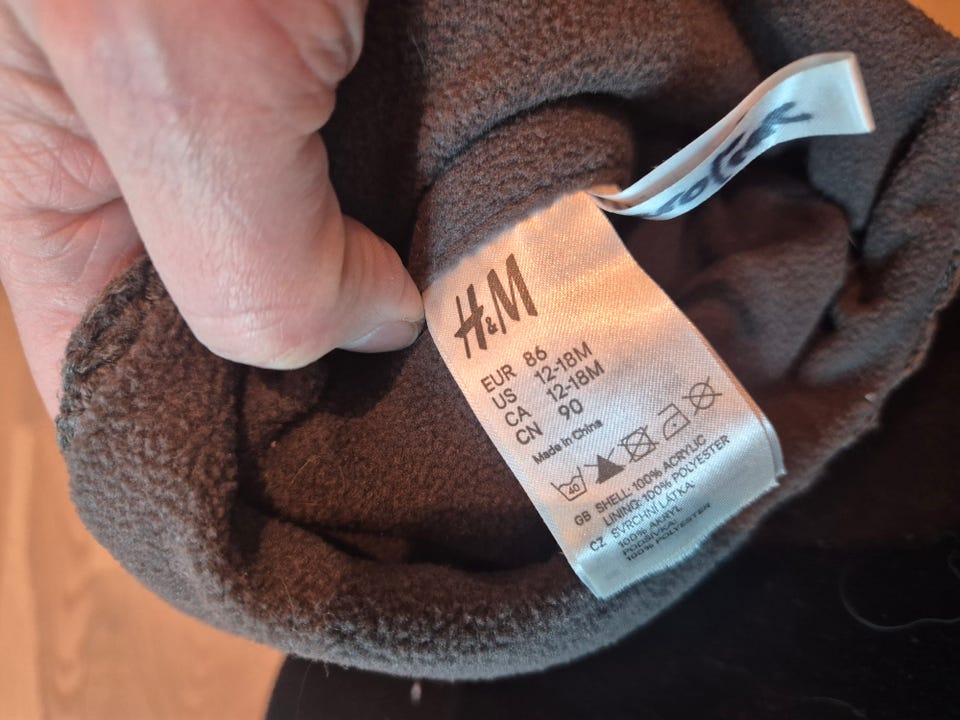 H&M
EUR 86
US 12-18M
CA 12-18M
CN 90
Made in China
40
GB SHELL: 100% ACRYLIC
LINING: 100% POLYESTER
CZ SVRCHNÍ LÁTKA:
100% AKRYL
PODŠÍVKA:
100% POLYESTER